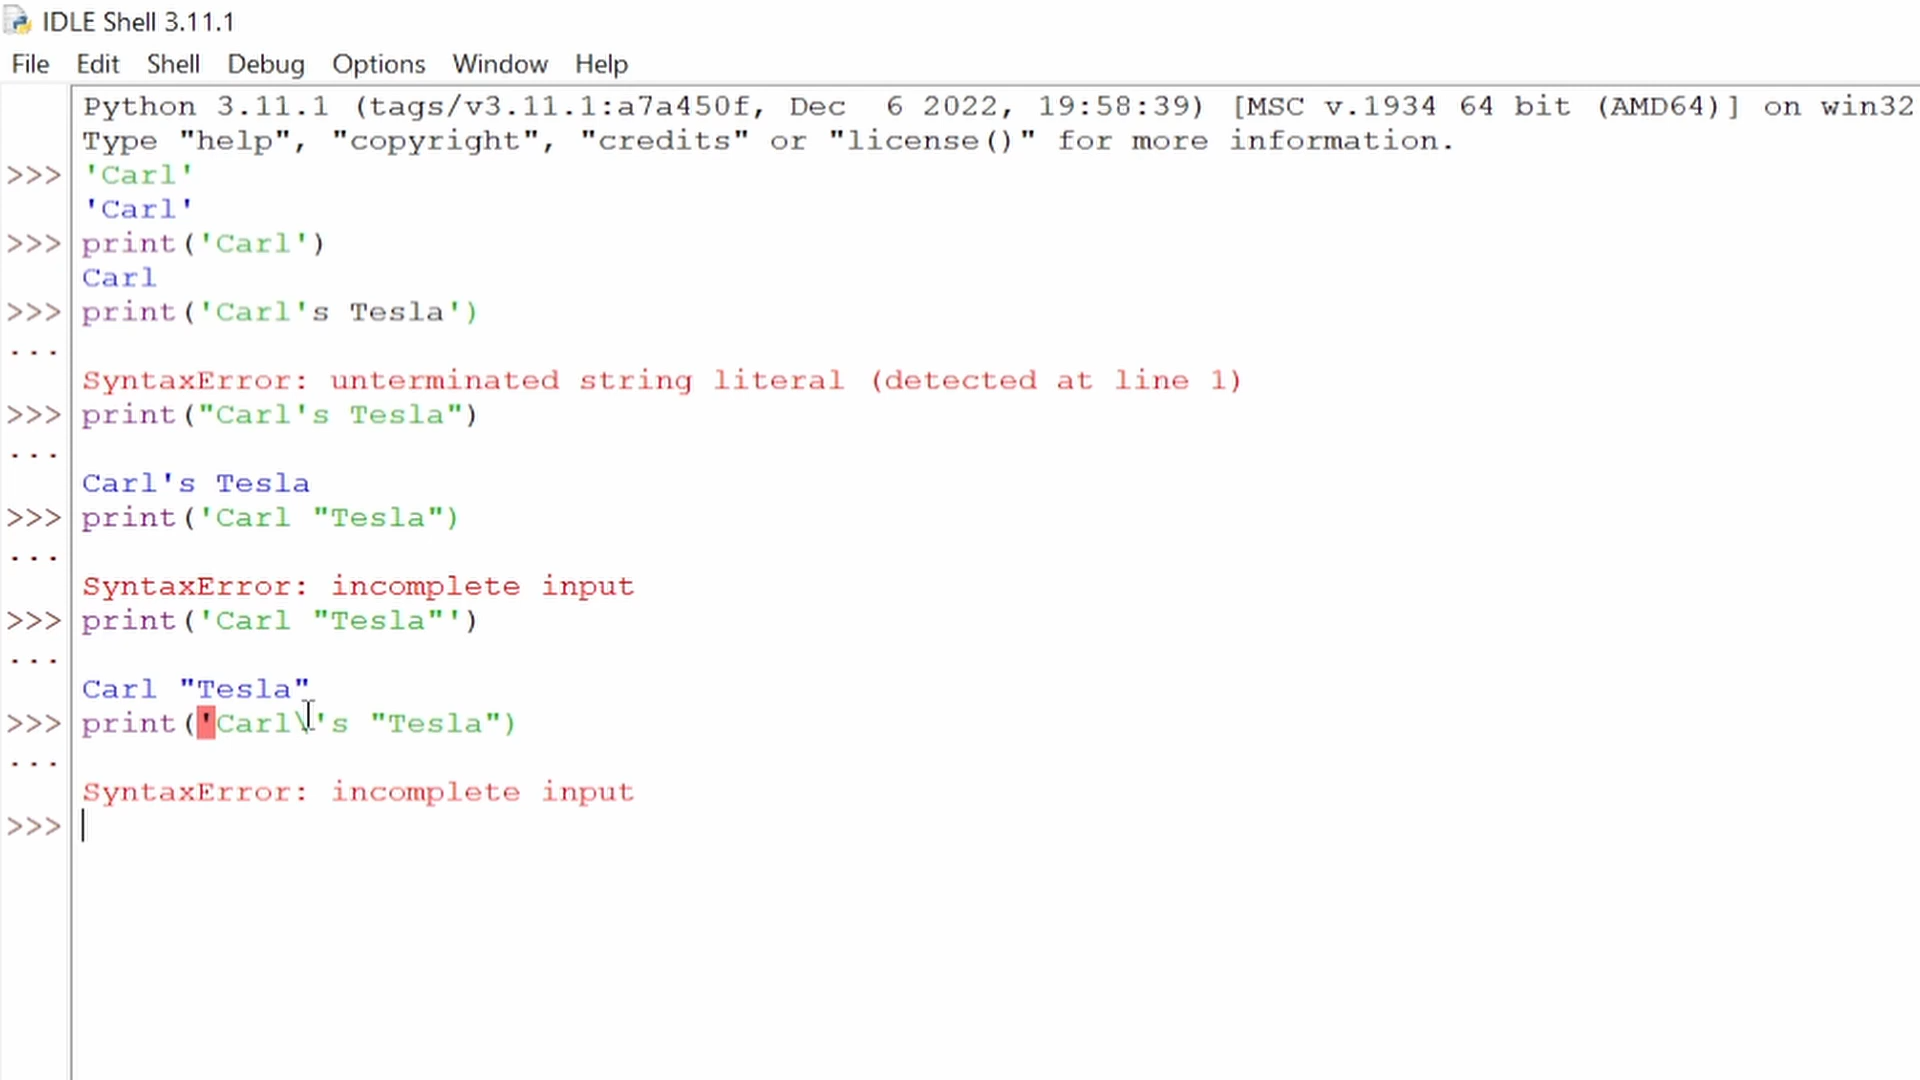 IDLE Shell 3.11.1
File Edit Shell Debug Options Window Help
Python 3.11.1 (tags/v3.11.1:a7a450f, Dec  6 2022, 19:58:39) [MSC v.1934 64 bit (AMD64)] on win32
Type "help", "copyright", "credits" or "license()" for more information.
>>> 'Carl'
'Carl'
>>> print('Carl')
Carl
>>> print('Carl's Tesla')
...
SyntaxError: unterminated string literal (detected at line 1)
>>> print("Carl's Tesla")
...
Carl's Tesla
>>> print('Carl "Tesla")
...
SyntaxError: incomplete input
>>> print('Carl "Tesla"')
...
Carl "Tesla"
>>> print('Carl\'s "Tesla")
...
SyntaxError: incomplete input
>>>